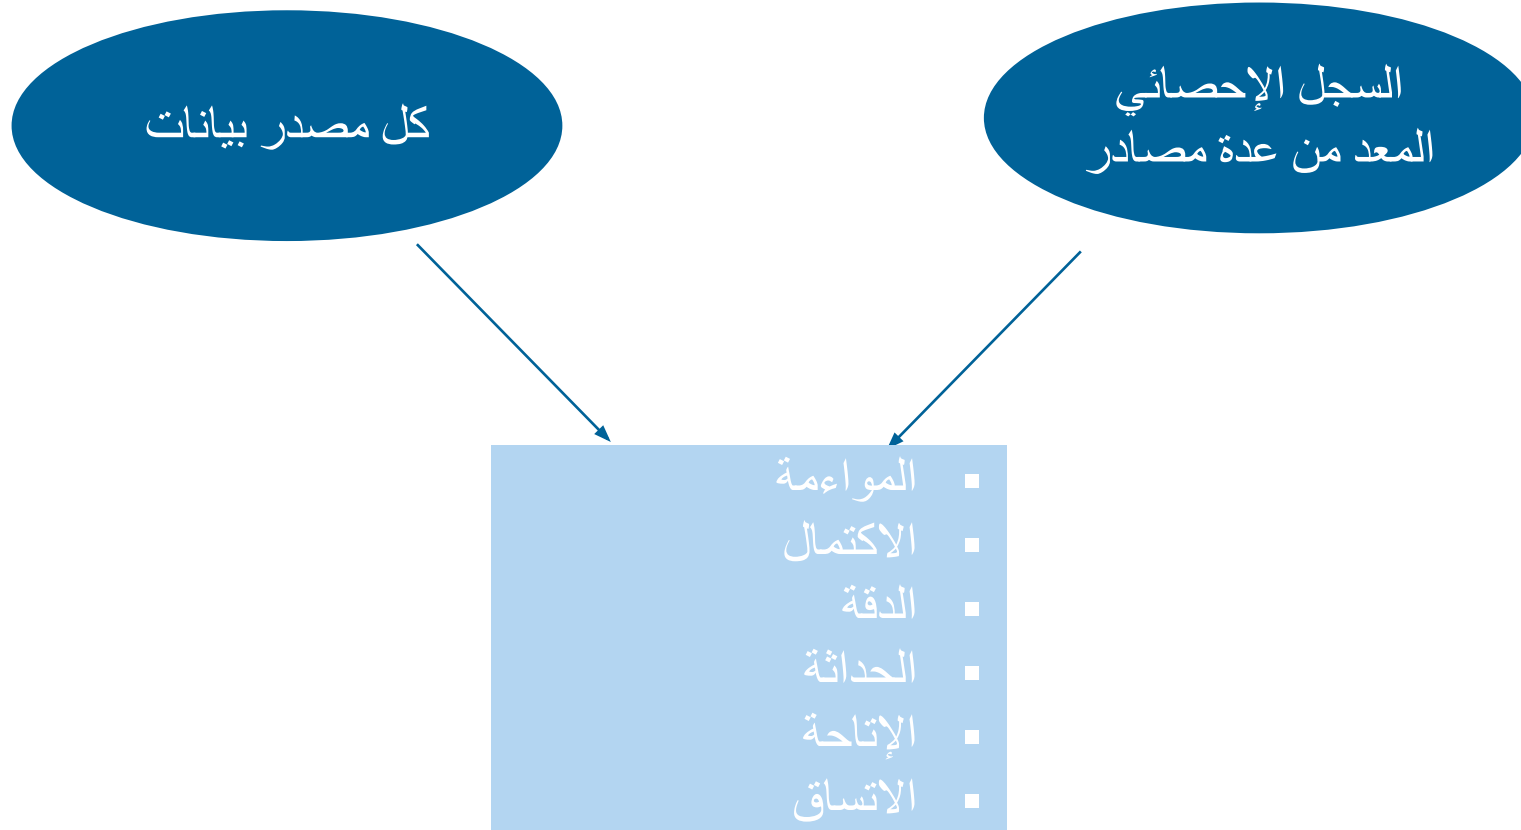 السجل الإحصائي
المعد من عدة مصادر
كل مصدر بيانات
المواءمة
الاكتمال
الدقة
الحداثة
الإتاحة
الاتساق